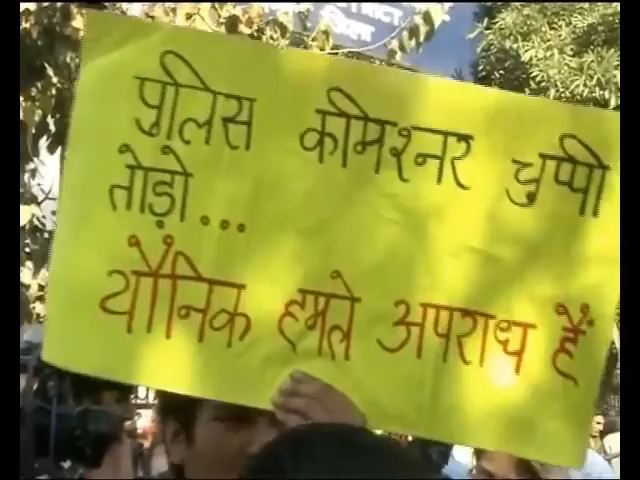 पुलिस कमिश्नर चुप्पी
तोड़ो...
यौनिक हमले अपराध हैं